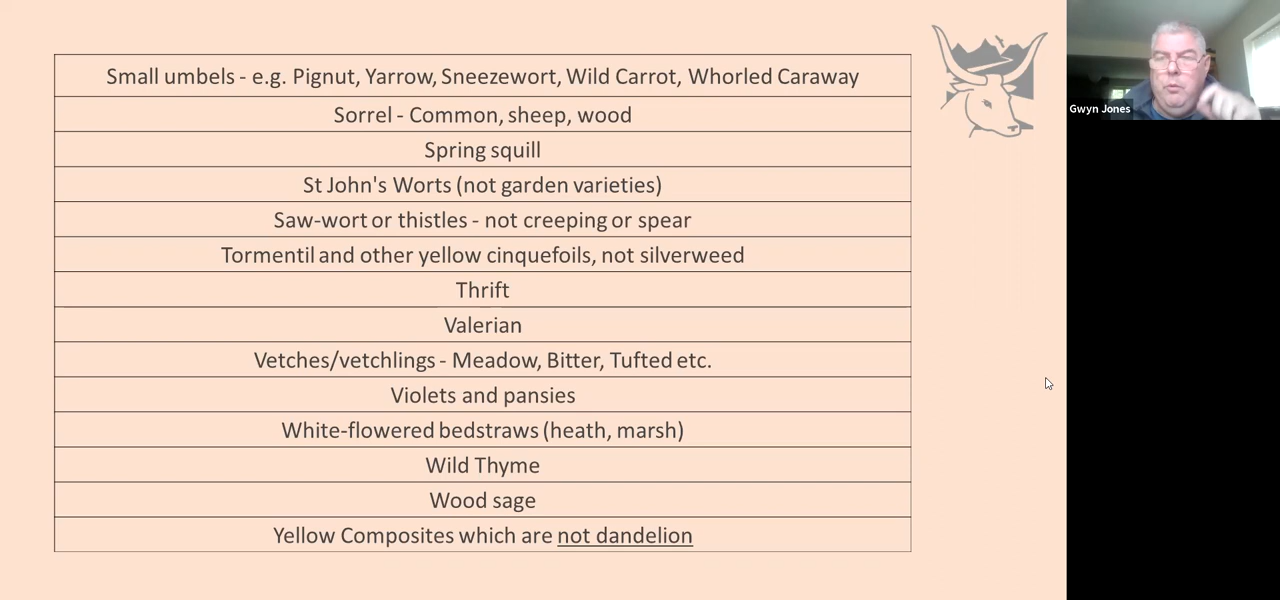 Small umbels - e.g. Pignut, Yarrow, Sneezewort, Wild Carrot, Whorled Caraway
Sorrel - Common, sheep, wood
Spring squill
St John's Worts (not garden varieties)
Saw-wort or thistles - not creeping or spear
Tormentil and other yellow cinquefoils, not silverweed
Thrift
Valerian
Vetches/vetchlings - Meadow, Bitter, Tufted etc.
Violets and pansies
White-flowered bedstraws (heath, marsh)
Wild Thyme
Wood sage
Yellow Composites which are not dandelion
Gwyn Jones